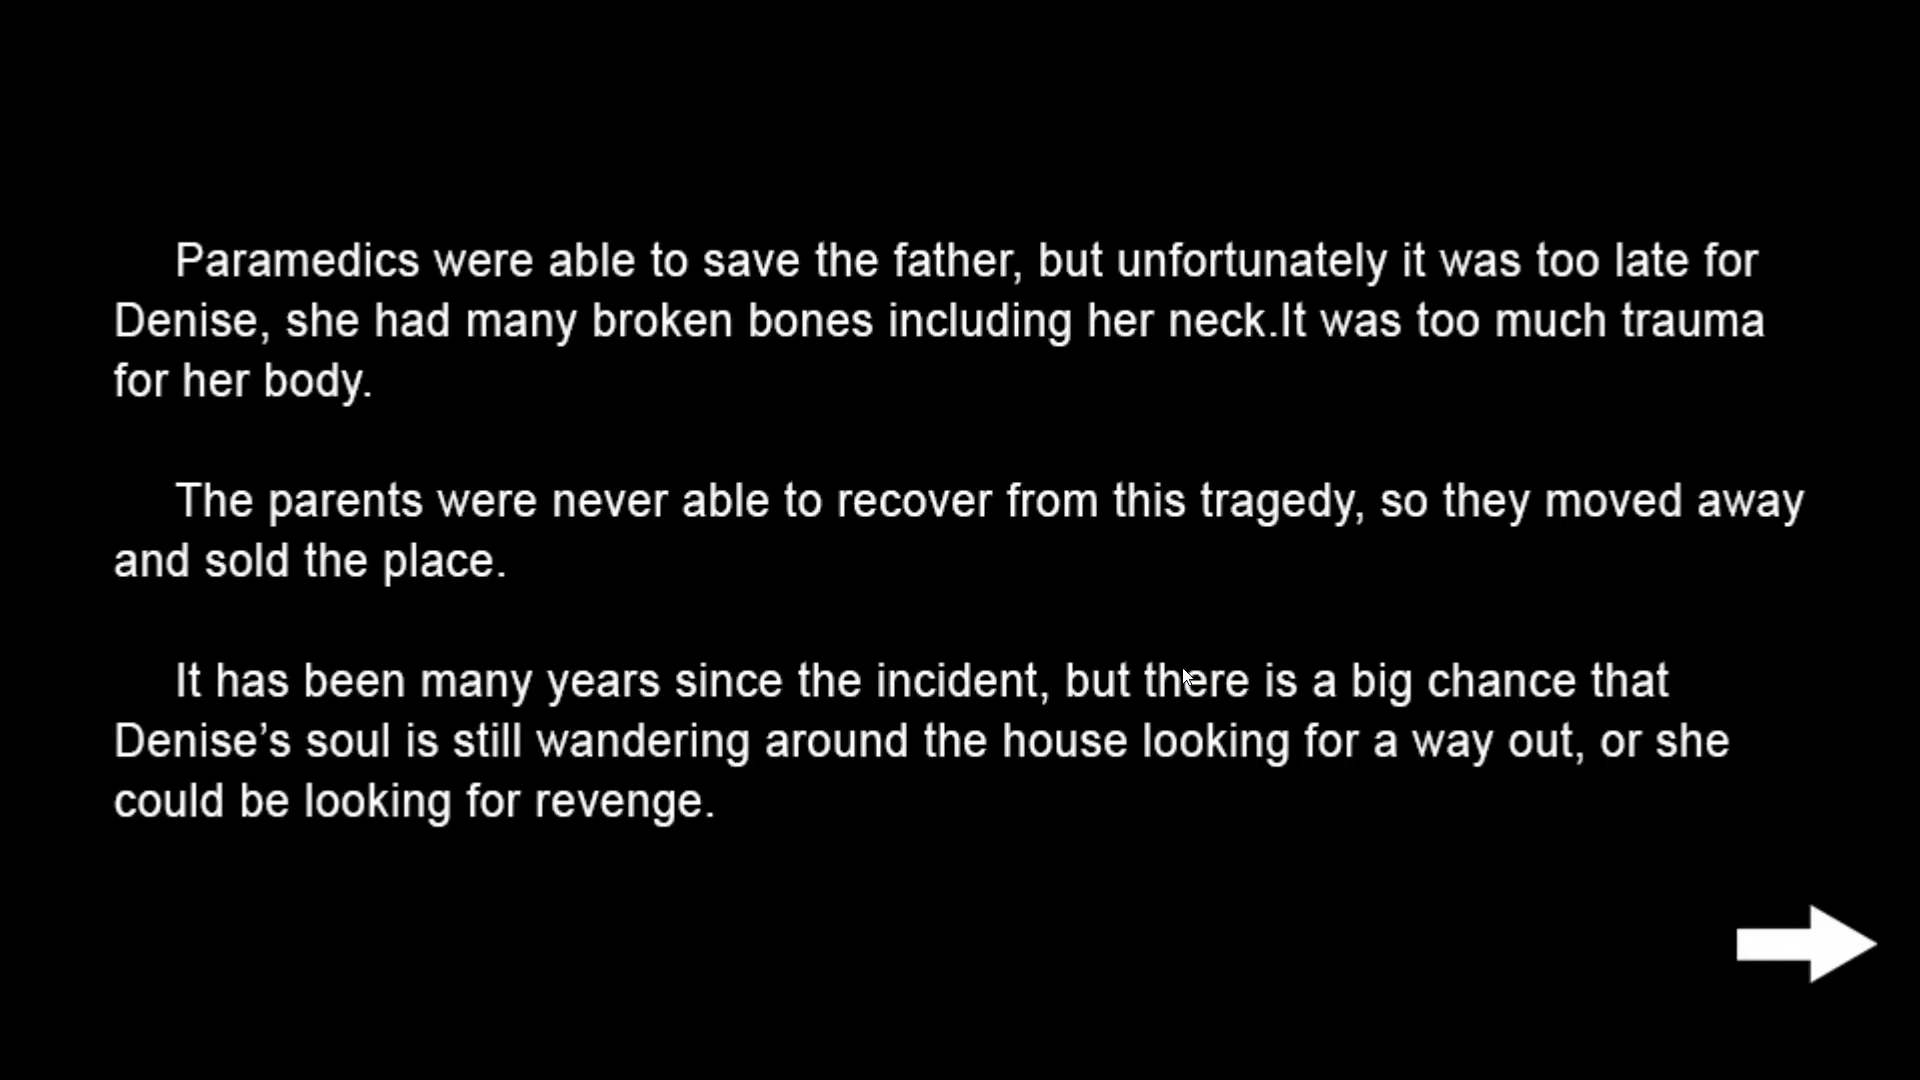 Paramedics were able to save the father, but unfortunately it was too late for
Denise, she had many broken bones including her neck.It was too much trauma
for her body.
The parents were never able to recover from this tragedy, so they moved away
and sold the place.
It has been many years since the incident, but there is a big chance that
Denise’s soul is still wandering around the house looking for a way out, or she
could be looking for revenge.